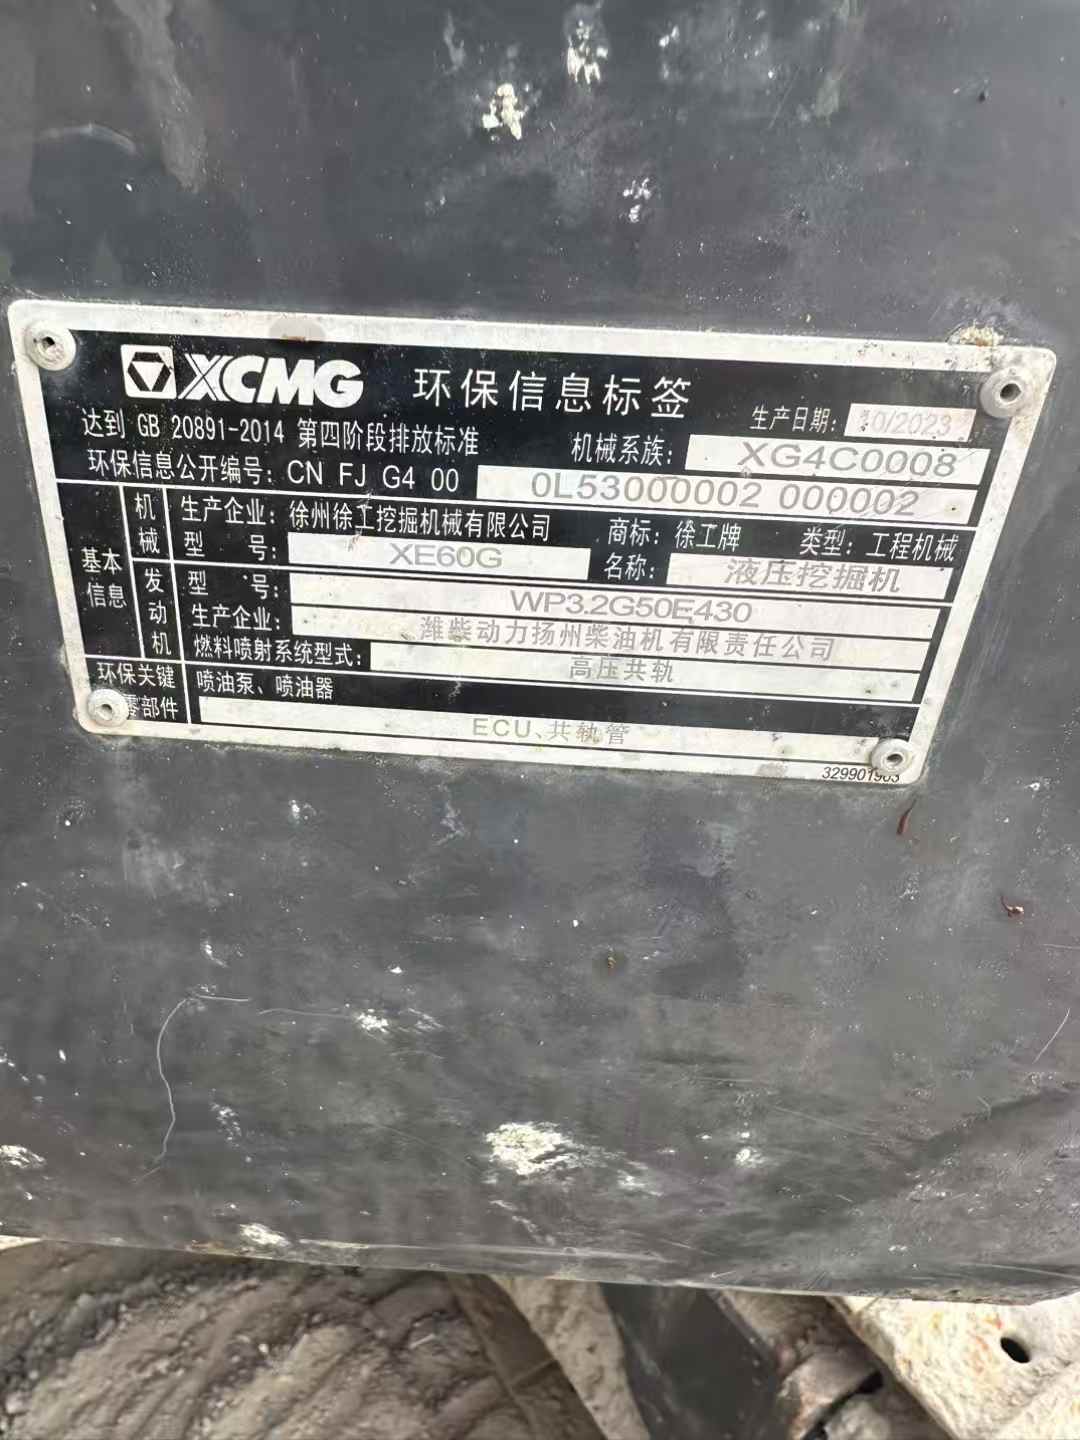 XCMG 环保信息标签
达到 GB 20891-2014 第四阶段排放标准 生产日期: 10/2023
机械系族: XG4C0008
环保信息公开编号: CN FJ G4 00 0L53000002 000002
基本信息
机械
生产企业: 徐州徐工挖掘机械有限公司 商标: 徐工牌 类型: 工程机械
型 号: XE60G 名称: 液压挖掘机
发动机
型 号: WP3.2G50E430
生产企业: 潍柴动力扬州柴油机有限责任公司
燃料喷射系统型式: 高压共轨
环保关键零部件
喷油泵、喷油器
ECU、共轨管
329901903